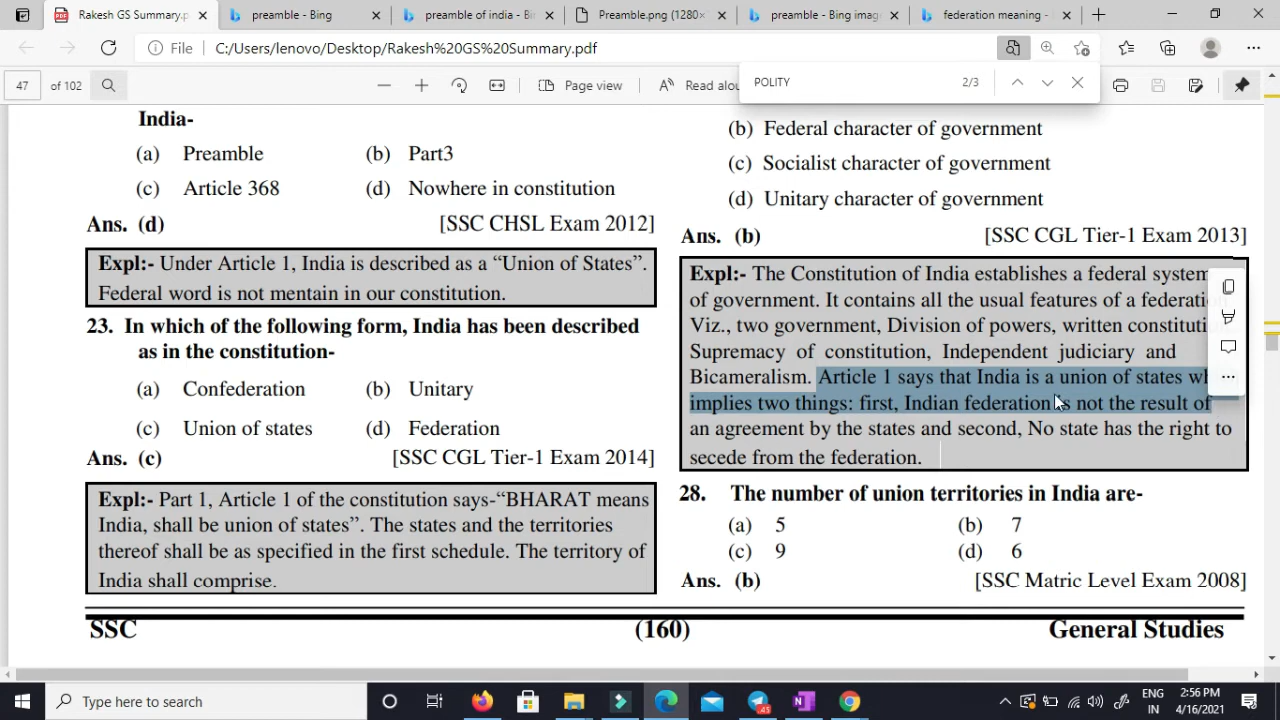 Rakesh GS Summary.p
preamble - Bing
preamble of india - B
Preamble.png (1280×
preamble - Bing imag
federation meaning -
File
C:/Users/lenovo/Desktop/Rakesh%20GS%20Summary.pdf
47 of 102
Page view
Read alou
POLITY 2/3
India-
(a) Preamble (b) Part3
(c) Article 368 (d) Nowhere in constitution
Ans. (d) [SSC CHSL Exam 2012]
Expl:- Under Article 1, India is described as a “Union of States”.
Federal word is not mentain in our constitution.
23. In which of the following form, India has been described
as in the constitution-
(a) Confederation (b) Unitary
(c) Union of states (d) Federation
Ans. (c) [SSC CGL Tier-1 Exam 2014]
Expl:- Part 1, Article 1 of the constitution says-“BHARAT means
India, shall be union of states”. The states and the territories
thereof shall be as specified in the first schedule. The territory of
India shall comprise.
(b) Federal character of government
(c) Socialist character of government
(d) Unitary character of government
Ans. (b) [SSC CGL Tier-1 Exam 2013]
Expl:- The Constitution of India establishes a federal system
of government. It contains all the usual features of a federatio
Viz., two government, Division of powers, written constituti
Supremacy of constitution, Independent judiciary and
Bicameralism. Article 1 says that India is a union of states wh
implies two things: first, Indian federation is not the result of
an agreement by the states and second, No state has the right to
secede from the federation.
28. The number of union territories in India are-
(a) 5 (b) 7
(c) 9 (d) 6
Ans. (b) [SSC Matric Level Exam 2008]
SSC (160) General Studies
Type here to search
45
ENG
IN
2:56 PM
4/16/2021